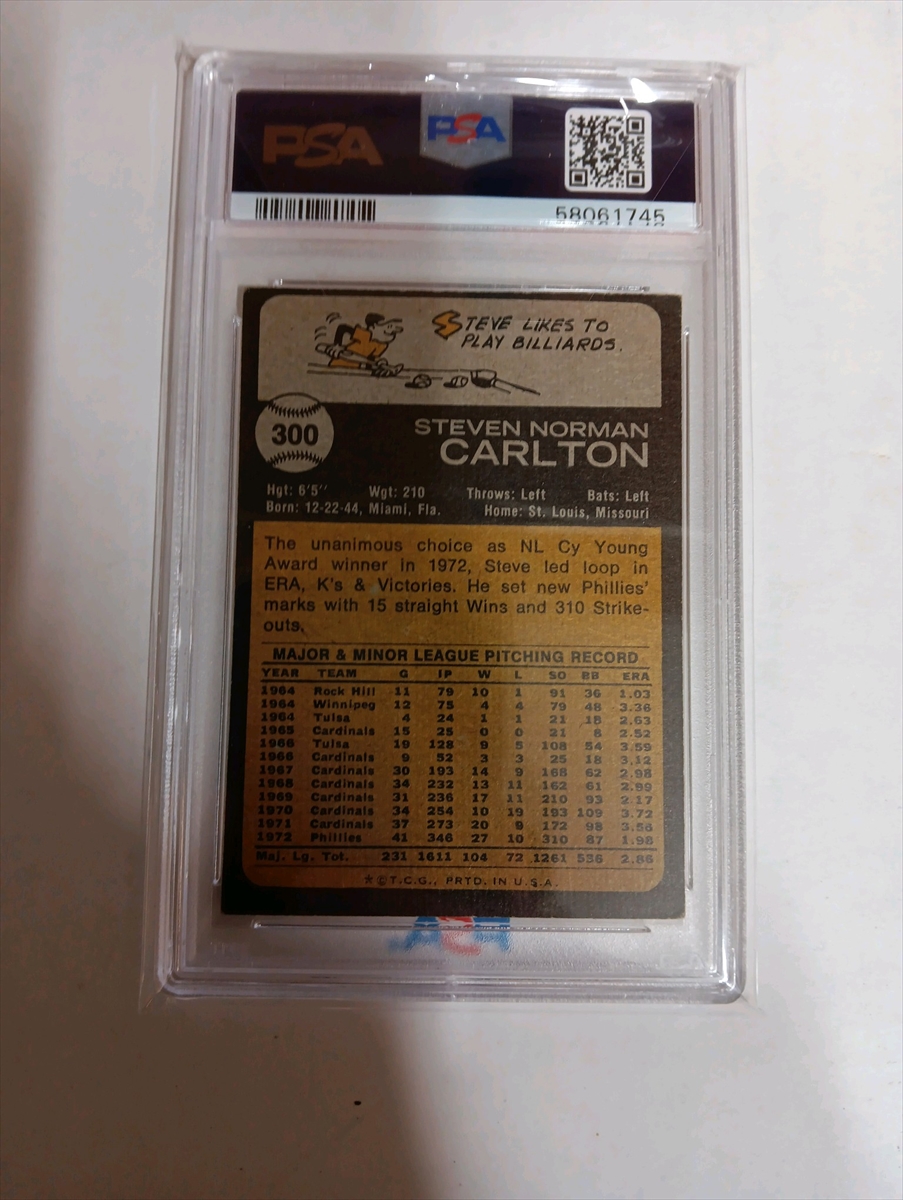 PSA PSA
58061745
STEVE LIKES TO
PLAY BILLIARDS.
300
STEVEN NORMAN
CARLTON
Hgt: 6'5'' Wgt: 210 Throws: Left Bats: Left
Born: 12-22-44, Miami, Fla. Home: St. Louis, Missouri
The unanimous choice as NL Cy Young
Award winner in 1972, Steve led loop in
ERA, K's & Victories. He set new Phillies'
marks with 15 straight Wins and 310 Strike-
outs.
MAJOR & MINOR LEAGUE PITCHING RECORD
YEAR TEAM G IP W L SO BB ERA
1964 Rock Hill 11 79 10 1 91 36 1.03
1964 Winnipeg 12 75 4 4 79 48 3.36
1964 Tulsa 4 24 1 1 21 18 2.63
1965 Cardinals 15 25 0 0 21 8 2.52
1966 Tulsa 19 128 9 5 108 54 3.59
1966 Cardinals 9 52 3 3 25 18 3.12
1967 Cardinals 30 193 14 9 168 62 2.98
1968 Cardinals 34 232 13 11 162 61 2.99
1969 Cardinals 31 236 17 11 210 93 2.17
1970 Cardinals 34 254 10 19 193 109 3.72
1971 Cardinals 37 273 20 9 172 98 3.56
1972 Phillies 41 346 27 10 310 87 1.98
Maj. Lg. Tot. 231 1611 104 72 1261 536 2.86
*©T.C.G., PRTD. IN U.S.A.